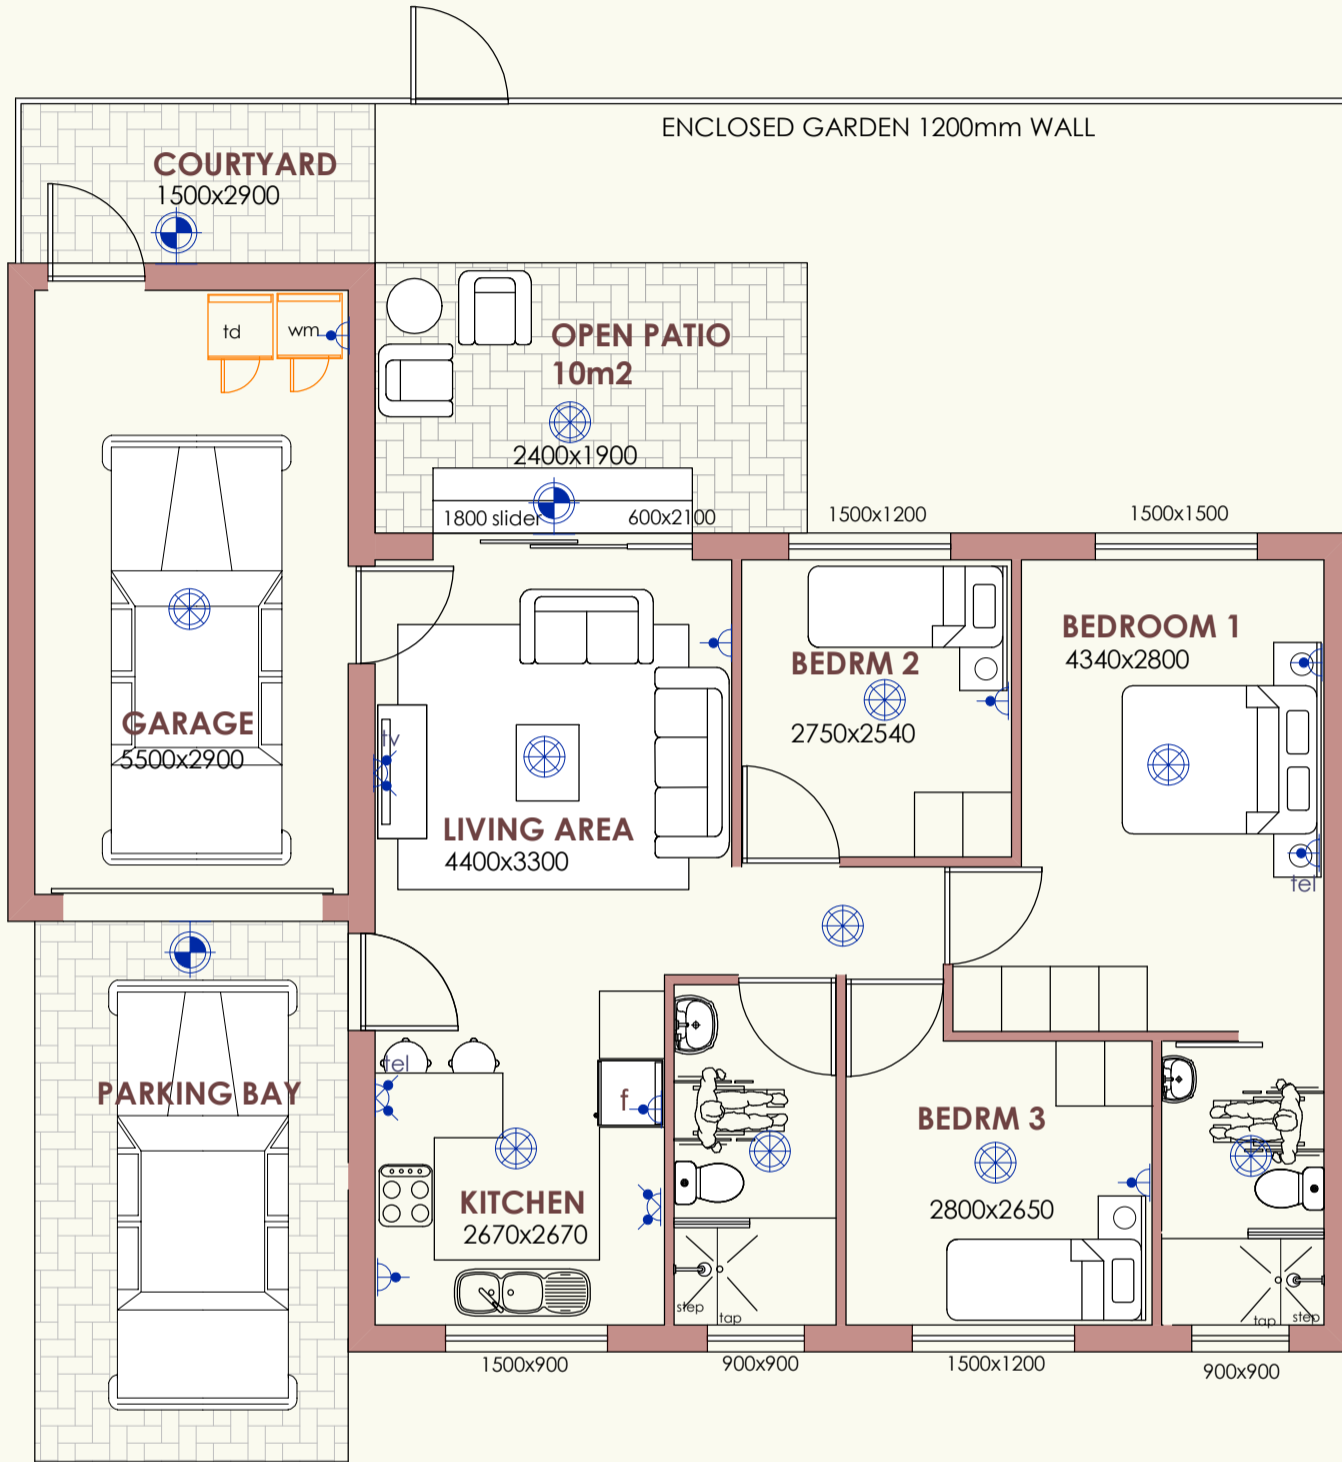 ENCLOSED GARDEN 1200mm WALL
COURTYARD
1500x2900
td
wm
OPEN PATIO
10m2
2400x1900
1800 slider
600x2100
1500x1200
1500x1500
BEDROOM 1
4340x2800
BEDRM 2
2750x2540
GARAGE
5500x2900
tv
LIVING AREA
4400x3300
tel
tel
f
PARKING BAY
BEDRM 3
2800x2650
KITCHEN
2670x2670
step
tap
tap
step
1500x900
900x900
1500x1200
900x900